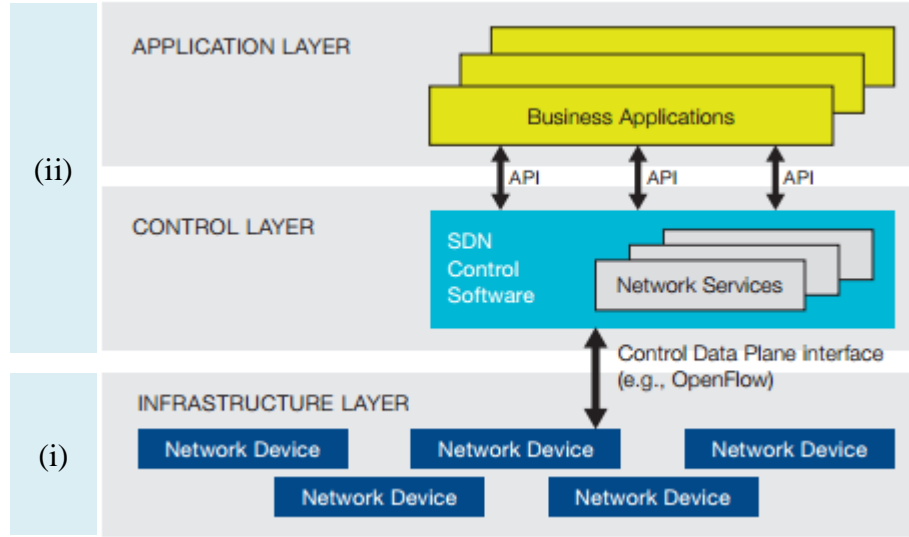 APPLICATION LAYER
Business Applications
(ii)
API API API
CONTROL LAYER
SDN
Control
Software
Network Services
Control Data Plane interface
(e.g., OpenFlow)
INFRASTRUCTURE LAYER
(i)
Network Device Network Device Network Device
Network Device Network Device